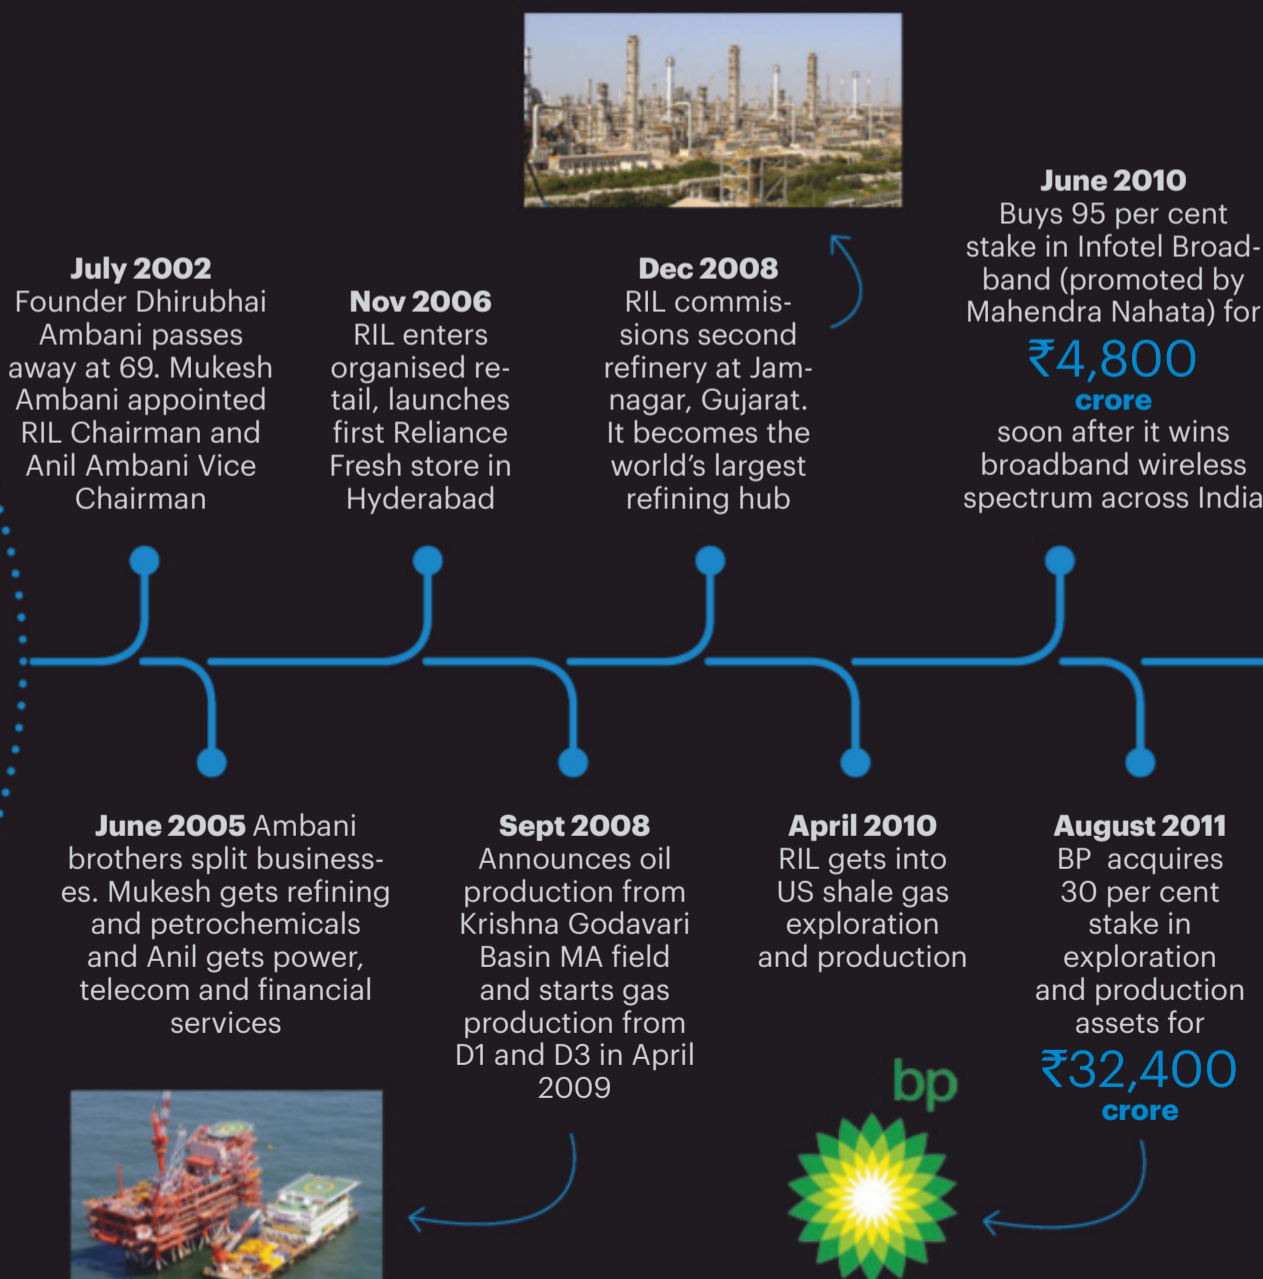 July 2002
Founder Dhirubhai
Ambani passes
away at 69. Mukesh
Ambani appointed
RIL Chairman and
Anil Ambani Vice
Chairman
June 2005 Ambani
brothers split business-
es. Mukesh gets refining
and petrochemicals
and Anil gets power,
telecom and financial
services
Nov 2006
RIL enters
organised re-
tail, launches
first Reliance
Fresh store in
Hyderabad
Sept 2008
Announces oil
production from
Krishna Godavari
Basin MA field
and starts gas
production from
D1 and D3 in April
2009
Dec 2008
RIL commis-
sions second
refinery at Jam-
nagar, Gujarat.
It becomes the
world’s largest
refining hub
April 2010
RIL gets into
US shale gas
exploration
and production
June 2010
Buys 95 per cent
stake in Infotel Broad-
band (promoted by
Mahendra Nahata) for
₹4,800
crore
soon after it wins
broadband wireless
spectrum across India
August 2011
BP acquires
30 per cent
stake in
exploration
and production
assets for
₹32,400
crore
bp